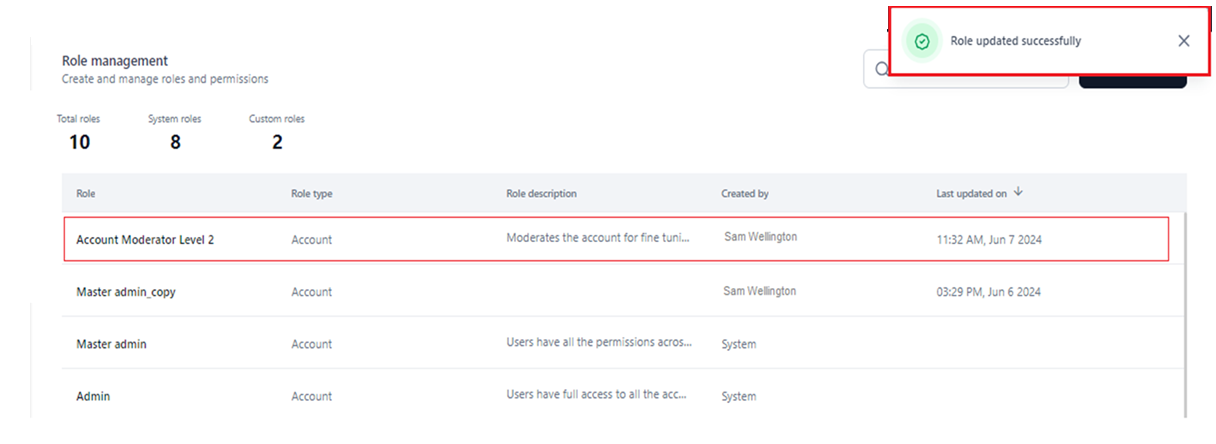 Role updated successfully
Role management
Create and manage roles and permissions
Total roles System roles Custom roles
10 8 2
Role Role type Role description Created by Last updated on
Account Moderator Level 2 Account Moderates the account for fine tuni... Sam Wellington 11:32 AM, Jun 7 2024
Master admin_copy Account Sam Wellington 03:29 PM, Jun 6 2024
Master admin Account Users have all the permissions acros... System
Admin Account Users have full access to all the acc... System